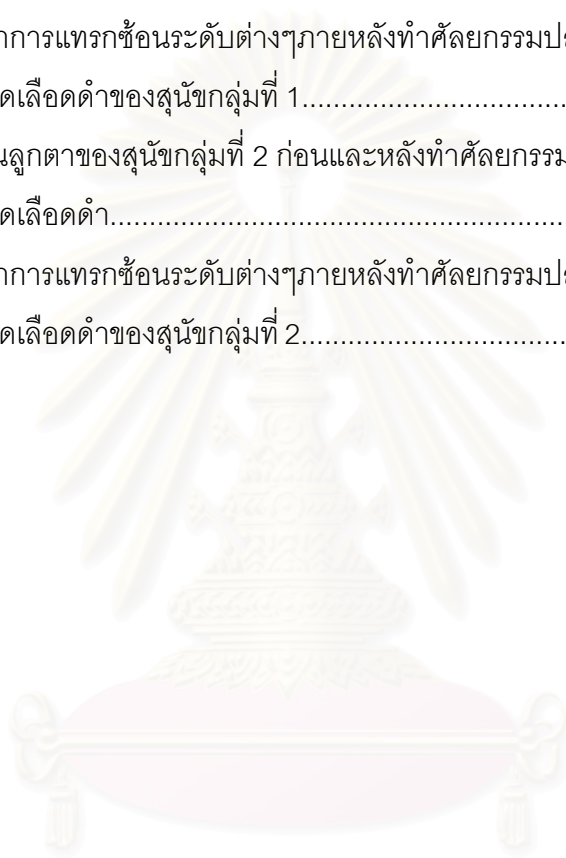 าการแทรกซ้อนระดับต่างๆภายหลังทำศัลยกรรมปล
ดเลือดดำของสุนัขกลุ่มที่ 1..................................
นลูกตาของสุนัขกลุ่มที่ 2 ก่อนและหลังทำศัลยกรรม
ดเลือดดำ..........................................................
าการแทรกซ้อนระดับต่างๆภายหลังทำศัลยกรรมปล
ดเลือดดำของสุนัขกลุ่มที่ 2..................................